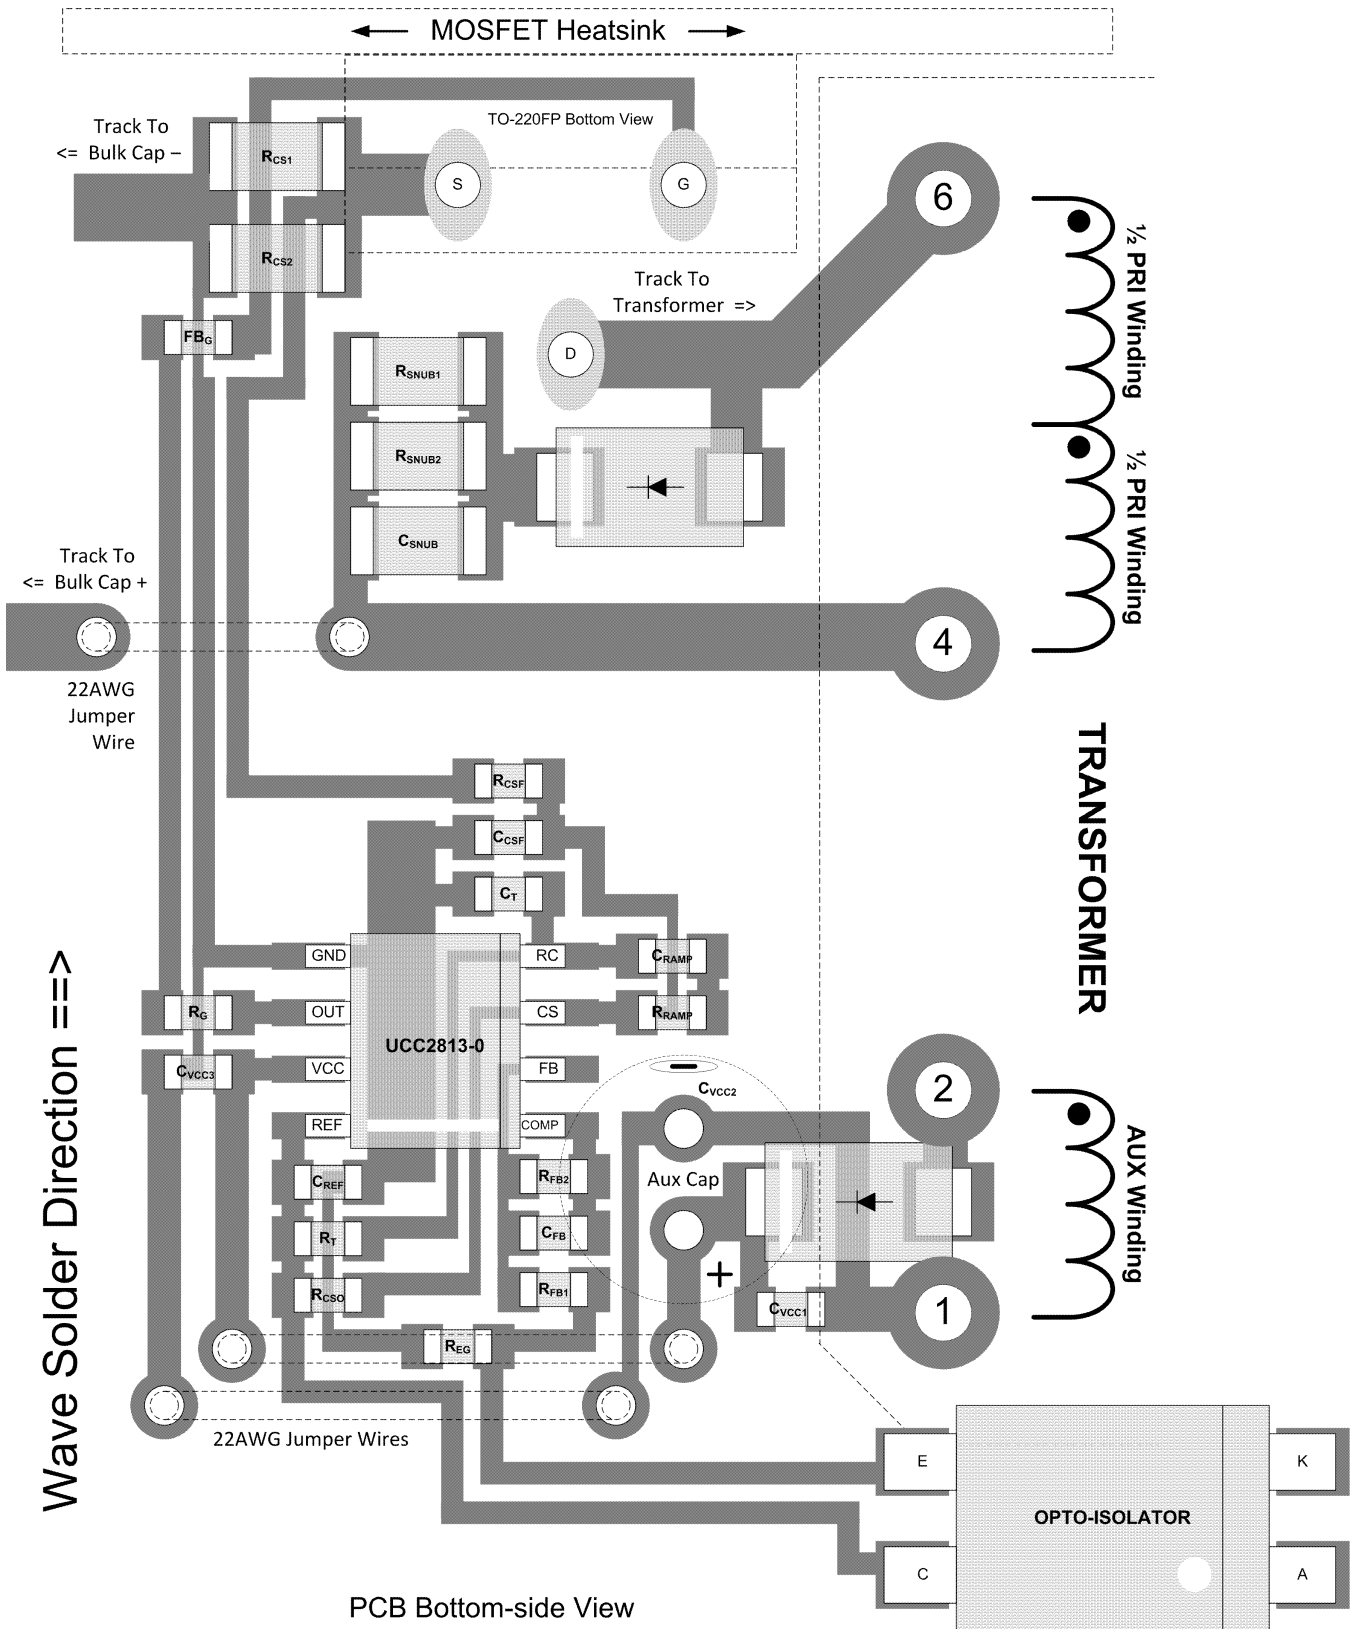 MOSFET Heatsink
Track To
<= Bulk Cap –
TO-220FP Bottom View
RCS1
S
G
6
RCS2
½ PRI Winding
Track To
Transformer =>
FBG
D
RSNUB1
RSNUB2
½ PRI Winding
CSNUB
Track To
<= Bulk Cap +
4
22AWG
Jumper
Wire
TRANSFORMER
RCSF
CCSF
CT
GND
RC
CRAMP
OUT
CS
RG
RRAMP
UCC2813-0
VCC
FB
CVCC3
–
CVCC2
2
REF
COMP
AUX Winding
CREF
RFB2
Aux Cap
RT
CFB
+
RCSO
RFB1
CVCC1
1
REG
Wave Solder Direction ==>
22AWG Jumper Wires
E
K
OPTO-ISOLATOR
C
A
PCB Bottom-side View